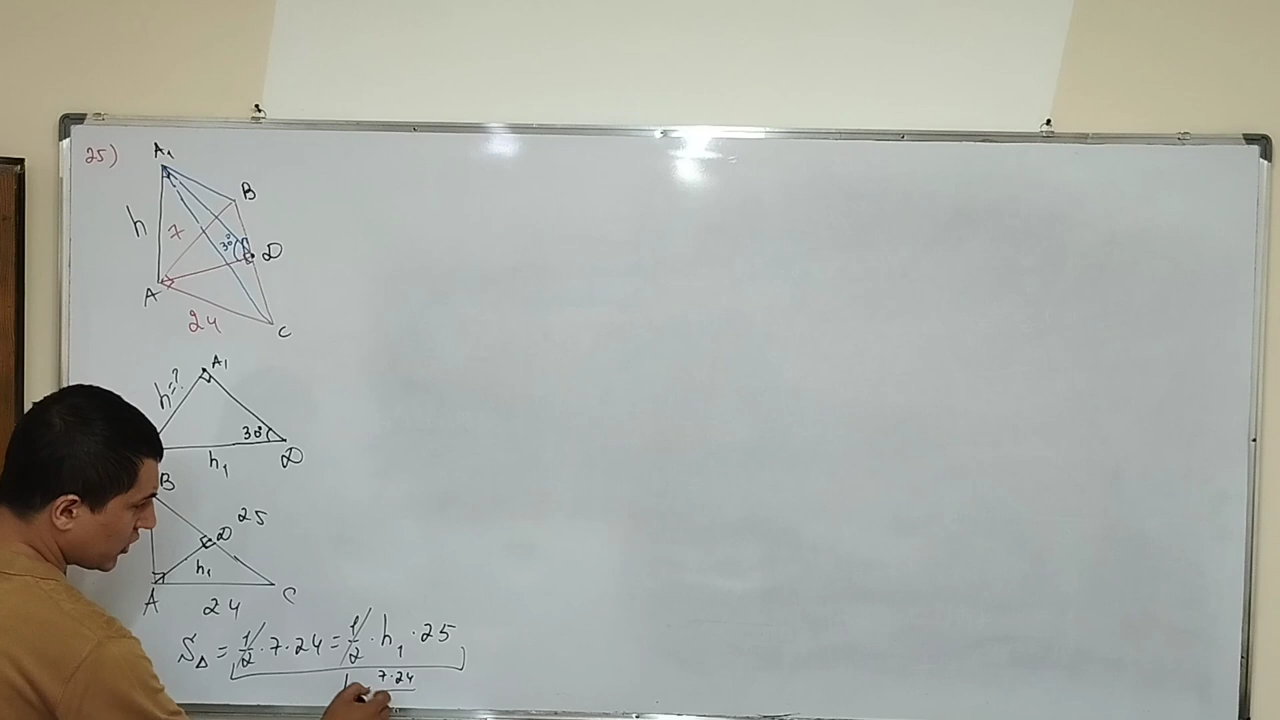 25)
A₁
B
h
7
30°
D
A
24
C
A₁
h=?
30°
h₁
D
B
25
D
h₁
A
C
24
S△ = 1/2 · 7 · 24 = 1/2 · h₁ · 25
7·24